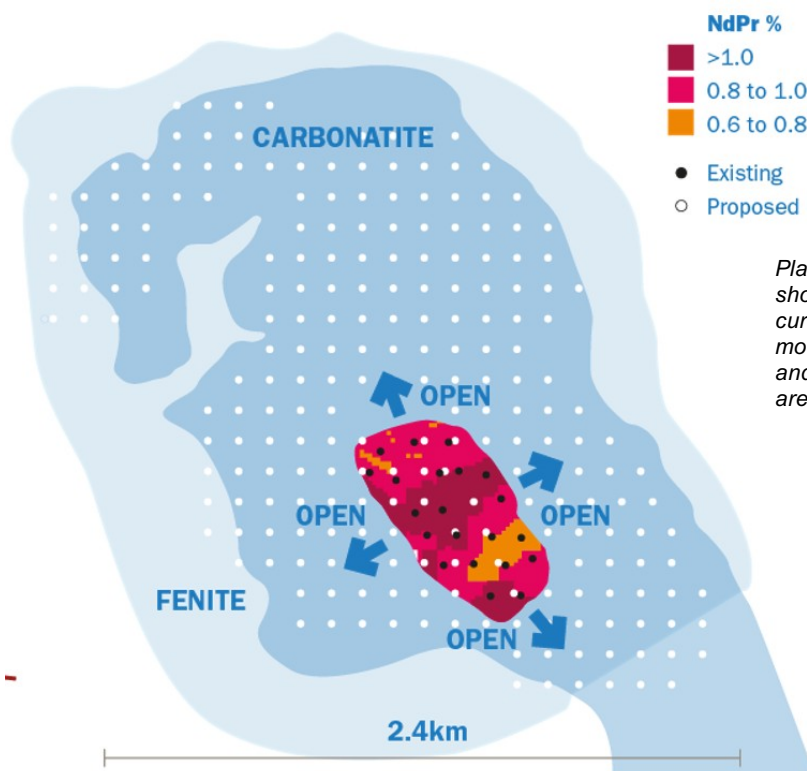 NdPr %
>1.0
0.8 to 1.0
0.6 to 0.8
Existing
Proposed
CARBONATITE
OPEN
OPEN
OPEN
FENITE
OPEN
2.4km